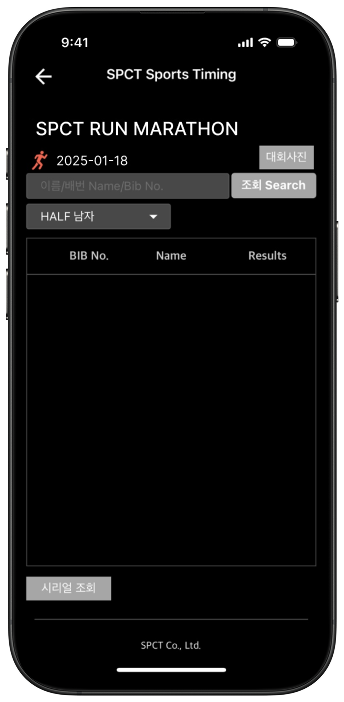 9:41
SPCT Sports Timing
SPCT RUN MARATHON
2025-01-18
대회사진
이름/배번 Name/Bib No.
조회 Search
HALF 남자
BIB No. Name Results
시리얼 조회
SPCT Co., Ltd.